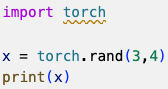 import torch
x = torch.rand(3,4)
print(x)